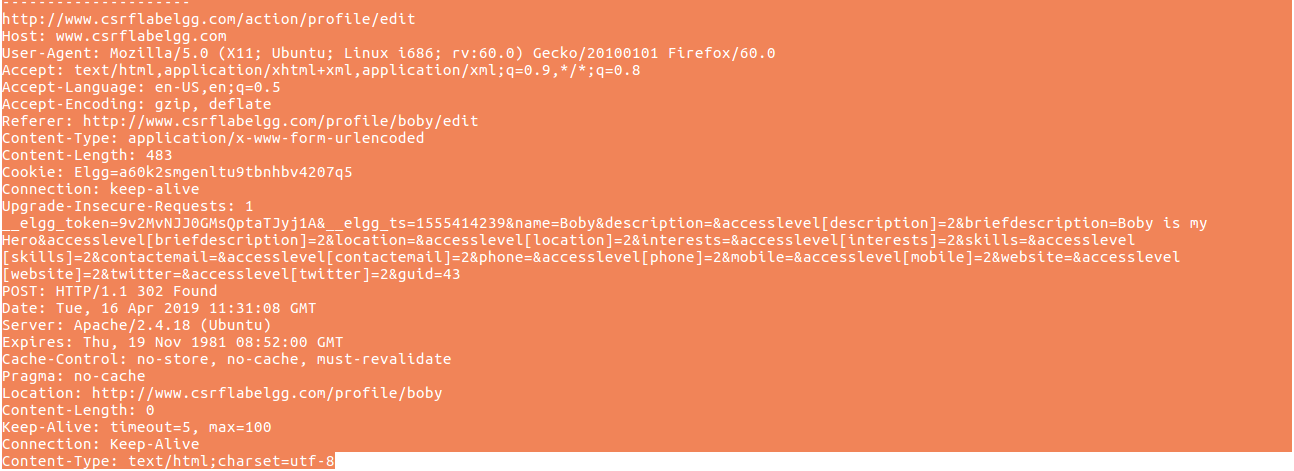 ---------------------
http://www.csrflabelgg.com/action/profile/edit
Host: www.csrflabelgg.com
User-Agent: Mozilla/5.0 (X11; Ubuntu; Linux i686; rv:60.0) Gecko/20100101 Firefox/60.0
Accept: text/html,application/xhtml+xml,application/xml;q=0.9,*/*;q=0.8
Accept-Language: en-US,en;q=0.5
Accept-Encoding: gzip, deflate
Referer: http://www.csrflabelgg.com/profile/boby/edit
Content-Type: application/x-www-form-urlencoded
Content-Length: 483
Cookie: Elgg=a60k2smgenltu9tbnhbv4207q5
Connection: keep-alive
Upgrade-Insecure-Requests: 1
__elgg_token=9v2MvNJJ0GMsQptaTJyj1A&__elgg_ts=1555414239&name=Boby&description=&accesslevel[description]=2&briefdescription=Boby is my
Hero&accesslevel[briefdescription]=2&location=&accesslevel[location]=2&interests=&accesslevel[interests]=2&skills=&accesslevel
[skills]=2&contactemail=&accesslevel[contactemail]=2&phone=&accesslevel[phone]=2&mobile=&accesslevel[mobile]=2&website=&accesslevel
[website]=2&twitter=&accesslevel[twitter]=2&guid=43
POST: HTTP/1.1 302 Found
Date: Tue, 16 Apr 2019 11:31:08 GMT
Server: Apache/2.4.18 (Ubuntu)
Expires: Thu, 19 Nov 1981 08:52:00 GMT
Cache-Control: no-store, no-cache, must-revalidate
Pragma: no-cache
Location: http://www.csrflabelgg.com/profile/boby
Content-Length: 0
Keep-Alive: timeout=5, max=100
Connection: Keep-Alive
Content-Type: text/html;charset=utf-8